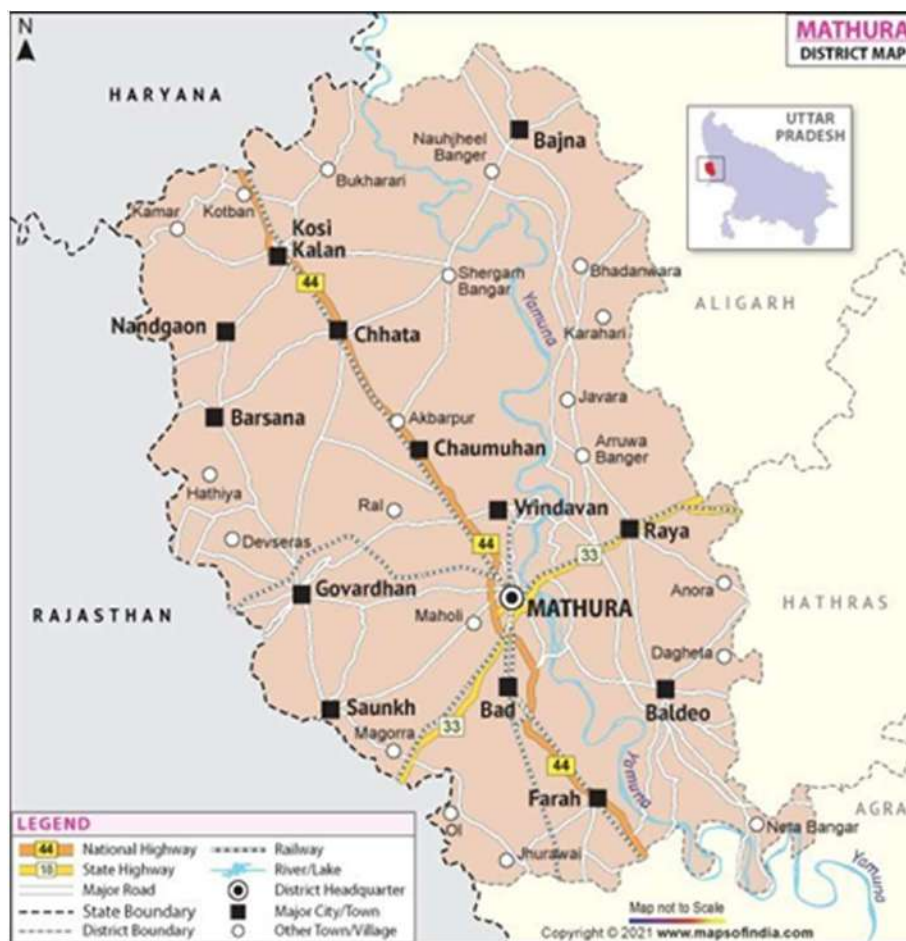 N
MATHURA
DISTRICT MAP
HARYANA
UTTAR
PRADESH
Bajna
Nauhjheel
Banger
Bukharari
Kotban
Kamar
Kosi
Kalan
44
Shergarh
Bangar
Bhadanwara
ALIGARH
Yamuna
Karahari
Nandgaon
Chhata
Javara
Barsana
Akbarpur
Chaumuhan
Arruwa
Banger
Hathiya
Ral
Vrindavan
Raya
Devseras
44
33
Govardhan
MATHURA
Anora
HATHRAS
RAJASTHAN
Maholi
Dagheta
Saunkh
Bad
Baldeo
33
Magorra
44
Farah
Yamuna
AGRA
Ol
Neta Bangar
Jhurawai
Yamuna
LEGEND
44 National Highway
Railway
18 State Highway
River/Lake
Major Road
District Headquarter
State Boundary
Major City/Town
District Boundary
Other Town/Village
Map not to Scale
Copyright © 2021 www.mapsofindia.com